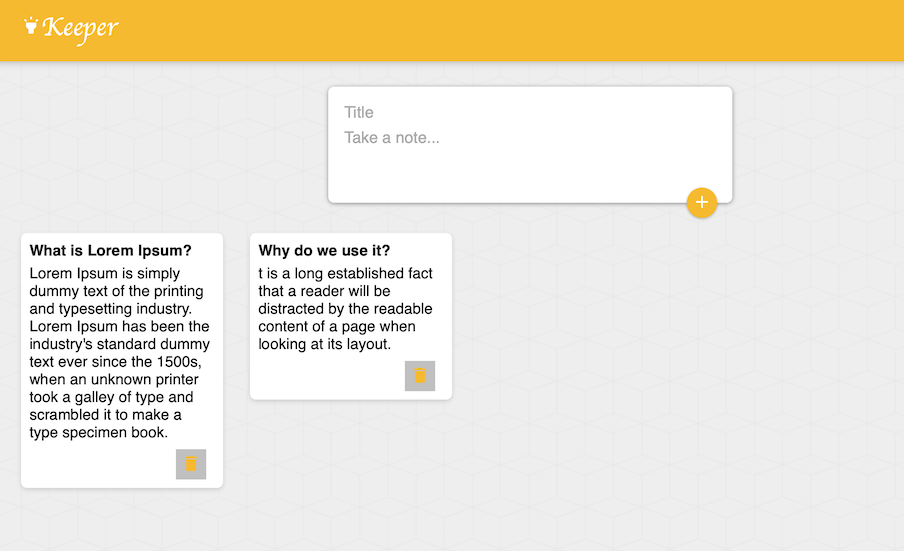 Keeper
Title
Take a note...
+
What is Lorem Ipsum?
Lorem Ipsum is simply
dummy text of the printing
and typesetting industry.
Lorem Ipsum has been the
industry's standard dummy
text ever since the 1500s,
when an unknown printer
took a galley of type and
scrambled it to make a
type specimen book.
Why do we use it?
t is a long established fact
that a reader will be
distracted by the readable
content of a page when
looking at its layout.